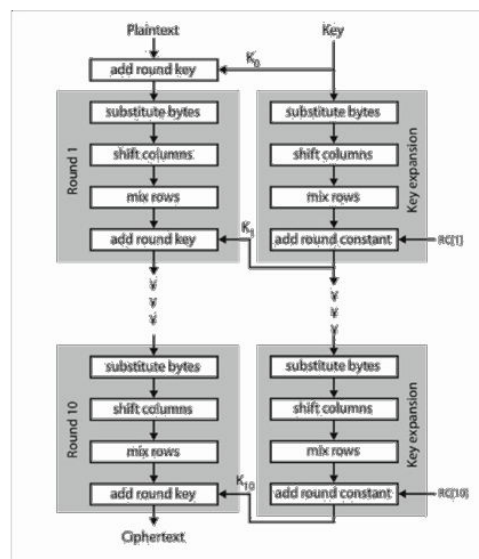 Plaintext
Key
K0
add round key
Round 1
substitute bytes
shift columns
mix rows
add round key
K1
substitute bytes
shift columns
mix rows
add round constant
Key expansion
RC[1]
¥ ¥
¥ ¥
¥ ¥
Round 10
substitute bytes
shift columns
mix rows
add round key
K10
substitute bytes
shift columns
mix rows
add round constant
Key expansion
RC[10]
Ciphertext